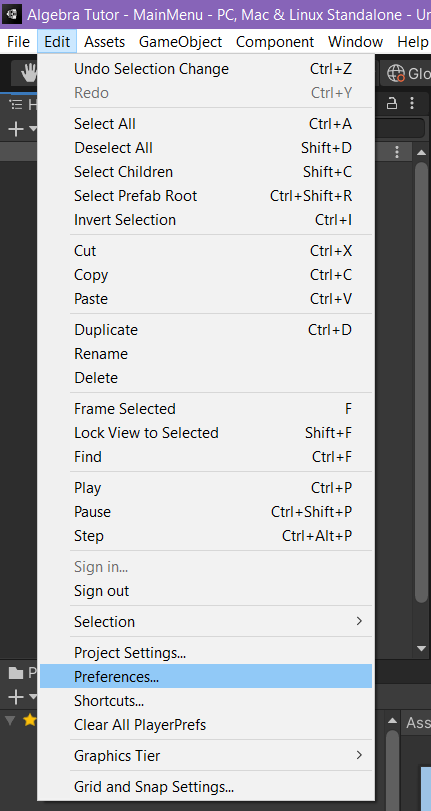 Algebra Tutor - MainMenu - PC, Mac & Linux Standalone - Un
File Edit Assets GameObject Component Window Help
Undo Selection Change Ctrl+Z
Redo Ctrl+Y
Glo
Select All Ctrl+A
Deselect All Shift+D
Select Children Shift+C
Select Prefab Root Ctrl+Shift+R
Invert Selection Ctrl+I
Cut Ctrl+X
Copy Ctrl+C
Paste Ctrl+V
Duplicate Ctrl+D
Rename
Delete
Frame Selected F
Lock View to Selected Shift+F
Find Ctrl+F
Play Ctrl+P
Pause Ctrl+Shift+P
Step Ctrl+Alt+P
Sign in...
Sign out
Selection
Project Settings...
Preferences...
Shortcuts...
Clear All PlayerPrefs
Asse
Graphics Tier
Grid and Snap Settings...